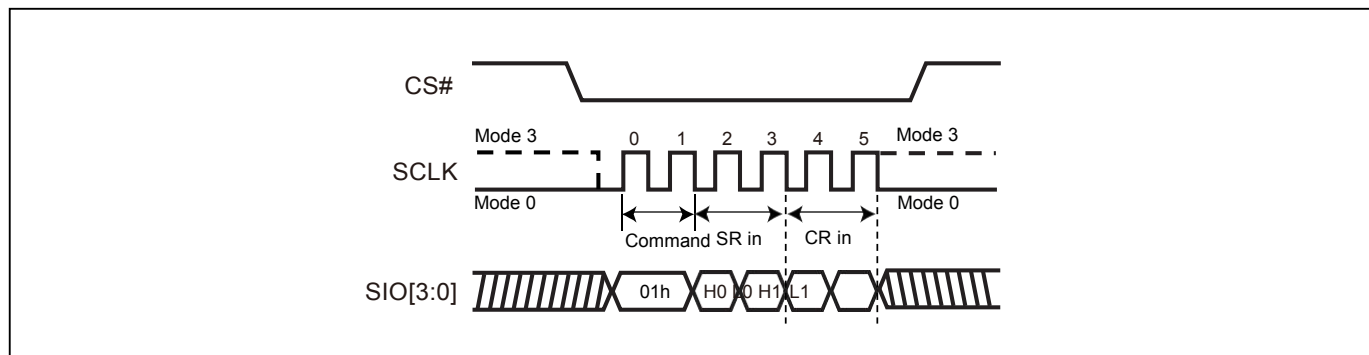 CS#
Mode 3 0 1 2 3 4 5 Mode 3
SCLK
Mode 0 Mode 0
Command SR in CR in
SIO[3:0] 01h H0 L0 H1 L1